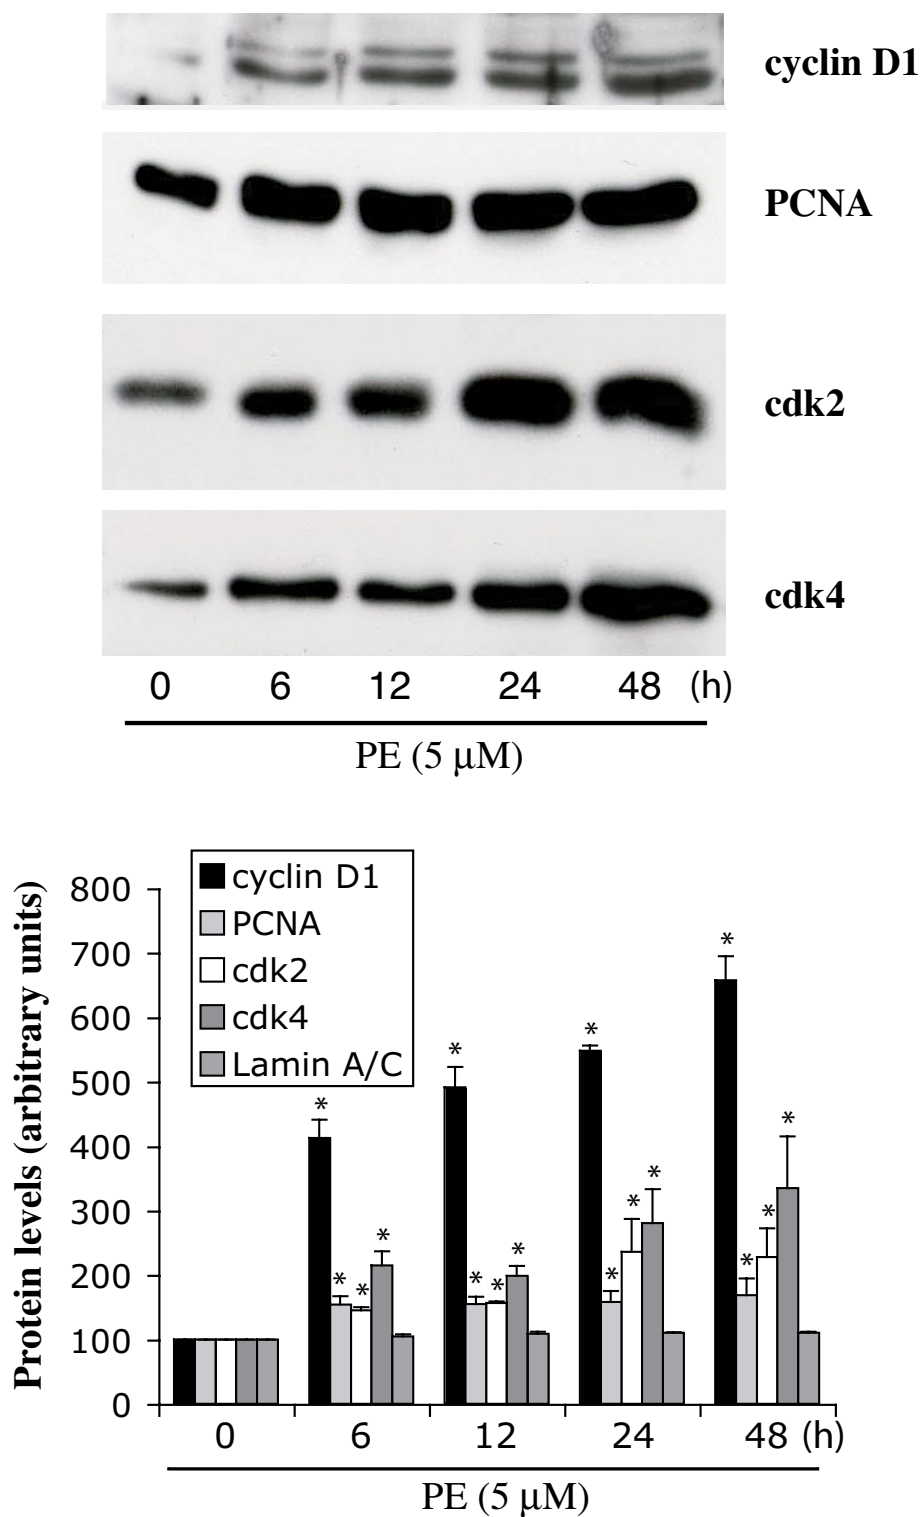 cyclin D1
PCNA
cdk2
cdk4
0 6 12 24 48 (h)
PE (5 μM)
Protein levels (arbitrary units)
800
700
600
500
400
300
200
100
0
cyclin D1
PCNA
cdk2
cdk4
Lamin A/C
*
* * *
*
* * *
*
* * *
*
* * *
0 6 12 24 48 (h)
PE (5 μM)